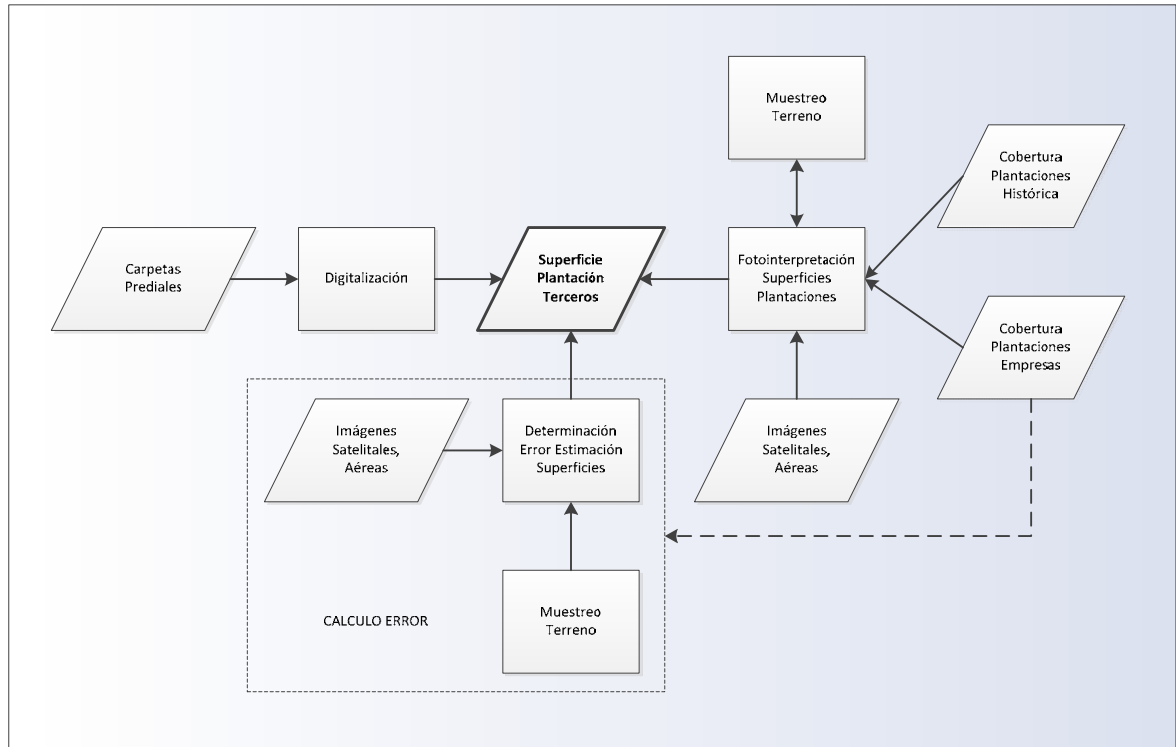 Muestreo
Terreno
Cobertura
Plantaciones
Histórica
Carpetas
Prediales
Digitalización
Superficie
Plantación
Terceros
Fotointerpretación
Superficies
Plantaciones
Cobertura
Plantaciones
Empresas
Imágenes
Satelitales,
Aéreas
Determinación
Error Estimación
Superficies
Imágenes
Satelitales,
Aéreas
CALCULO ERROR
Muestreo
Terreno